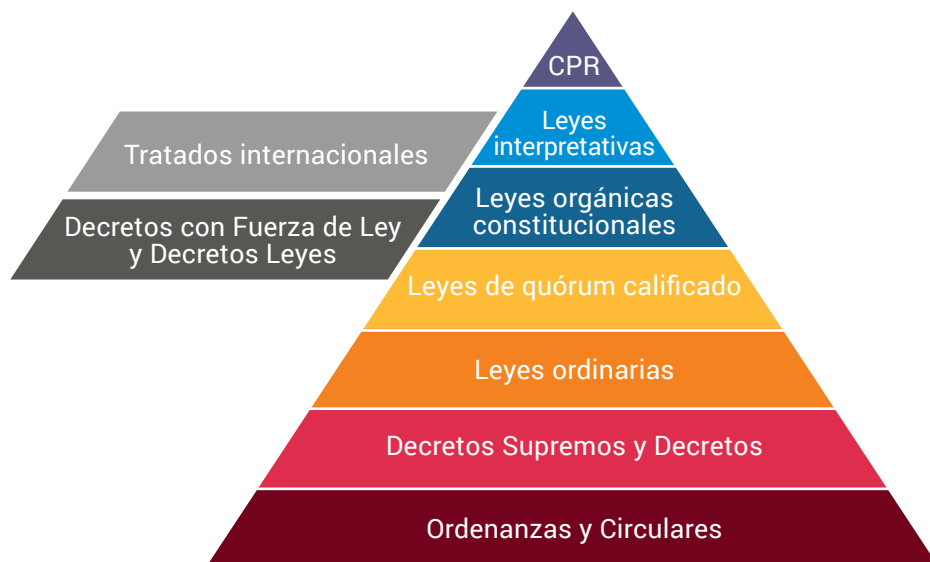 CPR
Leyes
interpretativas
Tratados internacionales
Leyes orgánicas
constitucionales
Decretos con Fuerza de Ley
y Decretos Leyes
Leyes de quórum calificado
Leyes ordinarias
Decretos Supremos y Decretos
Ordenanzas y Circulares